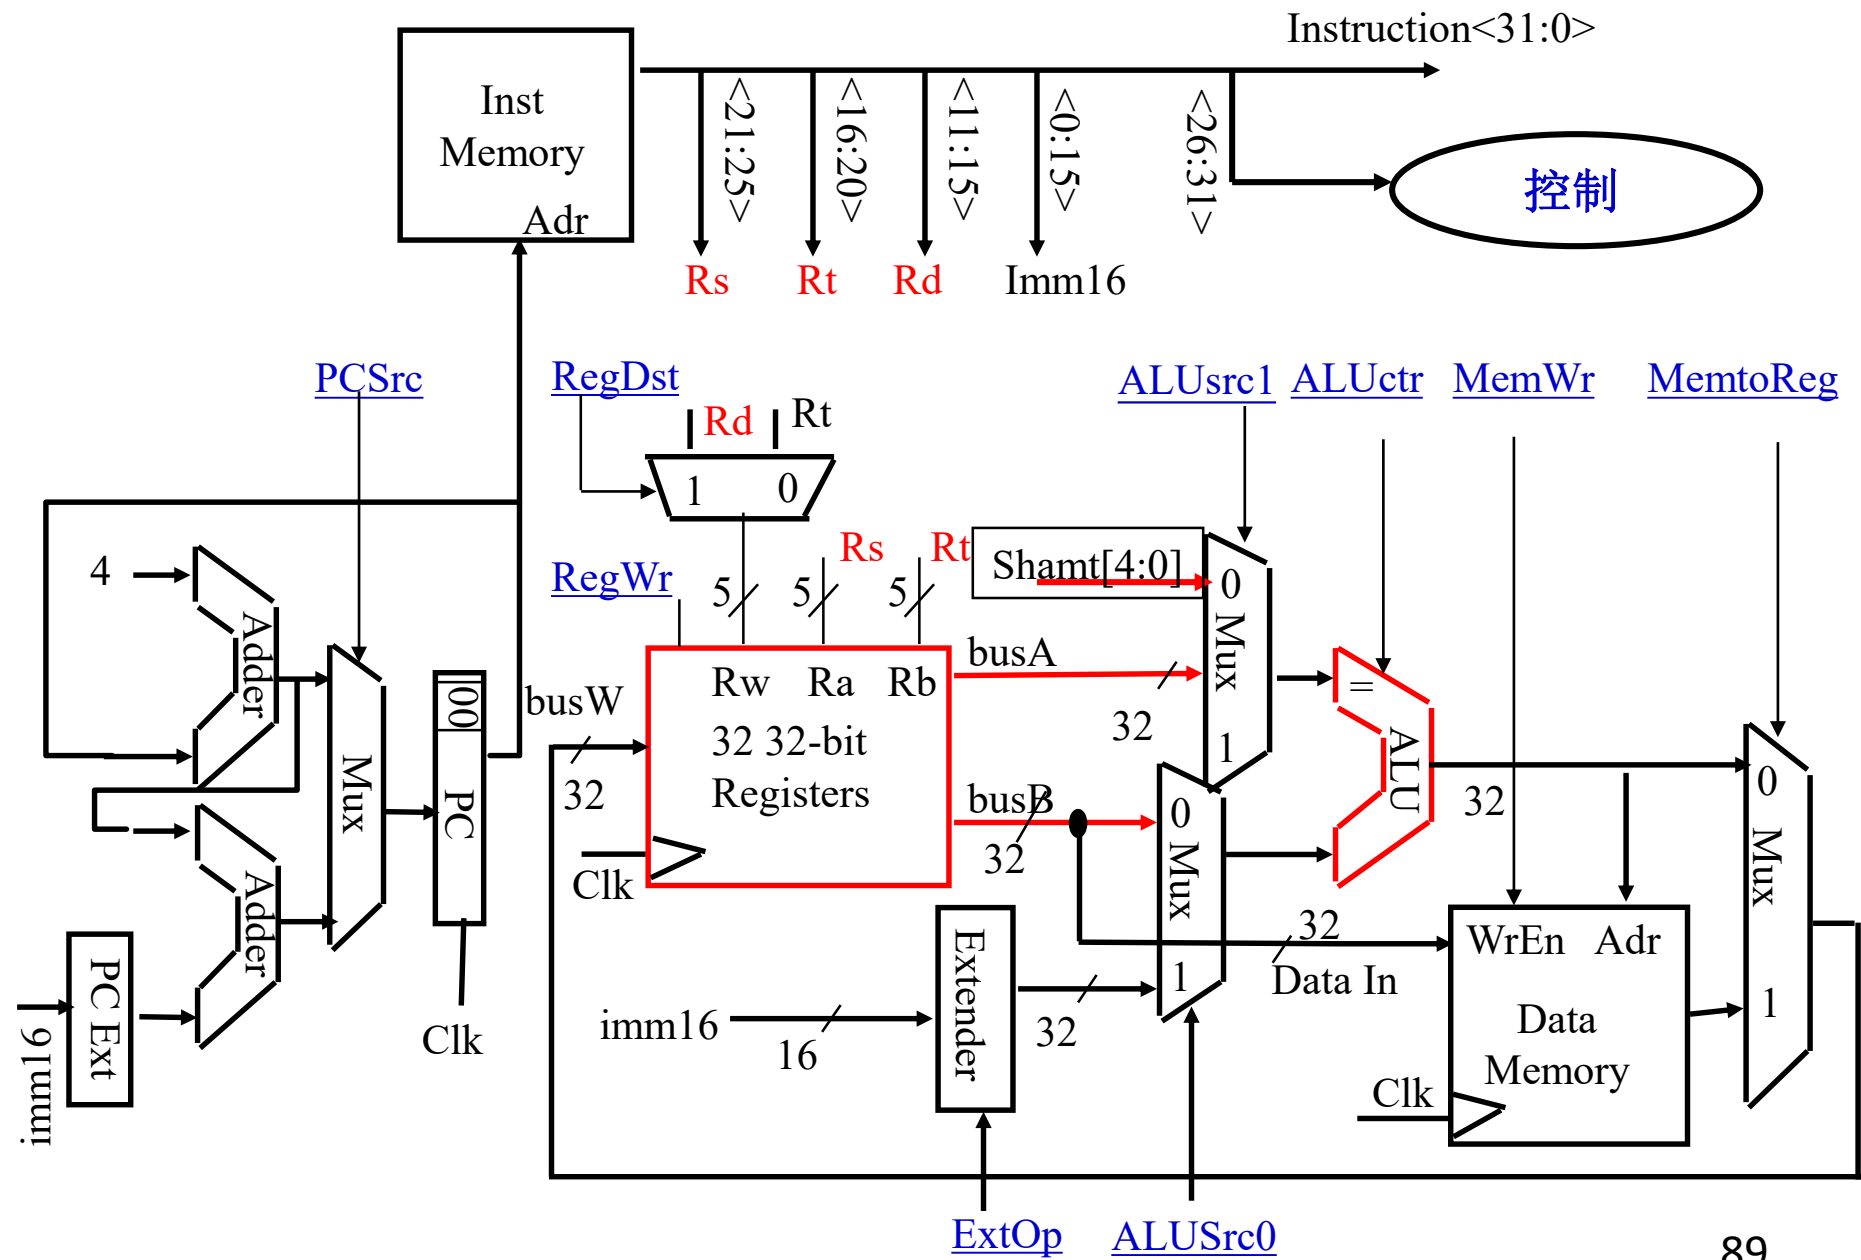 Instruction<31:0>
Inst
Memory
Adr
<21:25>
<16:20>
<11:15>
<0:15>
<26:31>
控制
Rs
Rt
Rd
Imm16
PCSrc
RegDst
ALUsrc1
ALUctr
MemWr
MemtoReg
Rd
Rt
1
0
Rs
Rt
Shamt[4:0]
4
RegWr
5
5
5
0
Mux
1
Adder
busW
32
Rw
Ra
Rb
32 32-bit
Registers
busA
32
busB
32
=
ALU
32
0
Mux
1
Mux
00
PC
Clk
Clk
0
Mux
1
Adder
PC Ext
imm16
imm16
16
Extender
32
32
Data In
WrEn
Adr
Data
Memory
Clk
ExtOp
ALUSrc0
89